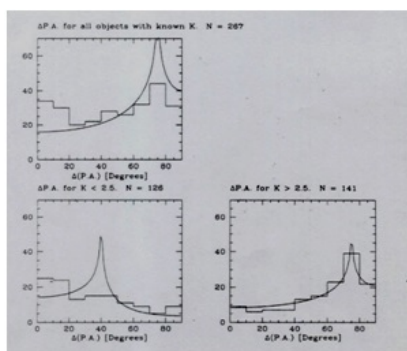 ΔP.A. for all objects with known K. N = 267
60
40
20
0
0 20 40 60 80
Δ(P.A.) [Degrees]
ΔP.A. for K < 2.5. N = 126
ΔP.A. for K > 2.5. N = 141
60
40
20
0
0 20 40 60 80
Δ(P.A.) [Degrees]
60
40
20
0
0 20 40 60 80
Δ(P.A.) [Degrees]